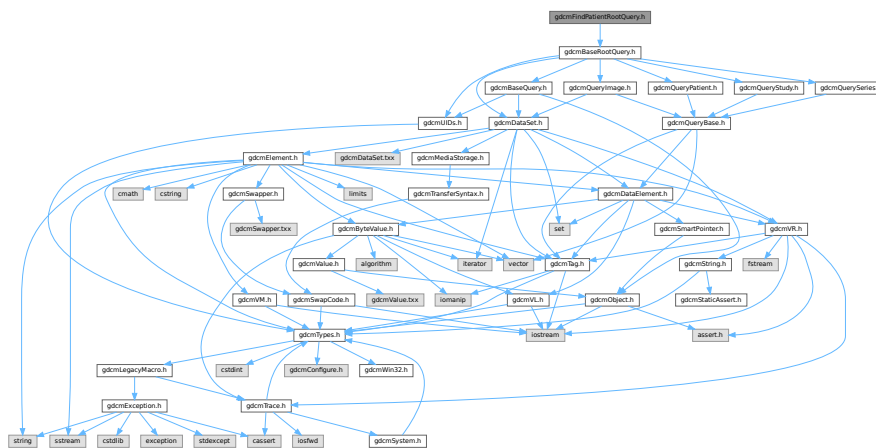 gdcmFindPatientRootQuery.h
gdcmBaseRootQuery.h
gdcmBaseQuery.h
gdcmQueryImage.h
gdcmQueryPatient.h
gdcmQueryStudy.h
gdcmQuerySeries
gdcmUIDs.h
gdcmDataSet.h
gdcmQueryBase.h
gdcmElement.h
gdcmDataSet.txx
gdcmMediaStorage.h
cmath
cstring
gdcmSwapper.h
limits
gdcmTransferSyntax.h
gdcmDataElement.h
gdcmSwapper.txx
gdcmByteValue.h
set
gdcmSmartPointer.h
gdcmVR.h
gdcmValue.h
algorithm
iterator
vector
gdcmTag.h
gdcmString.h
fstream
gdcmVM.h
gdcmSwapCode.h
gdcmValue.txx
iomanip
gdcmVL.h
gdcmObject.h
gdcmStaticAssert.h
gdcmTypes.h
iostream
assert.h
gdcmLegacyMacro.h
cstdint
gdcmConfigure.h
gdcmWin32.h
gdcmException.h
gdcmTrace.h
string
sstream
cstdlib
exception
stdexcept
cassert
iosfwd
gdcmSystem.h